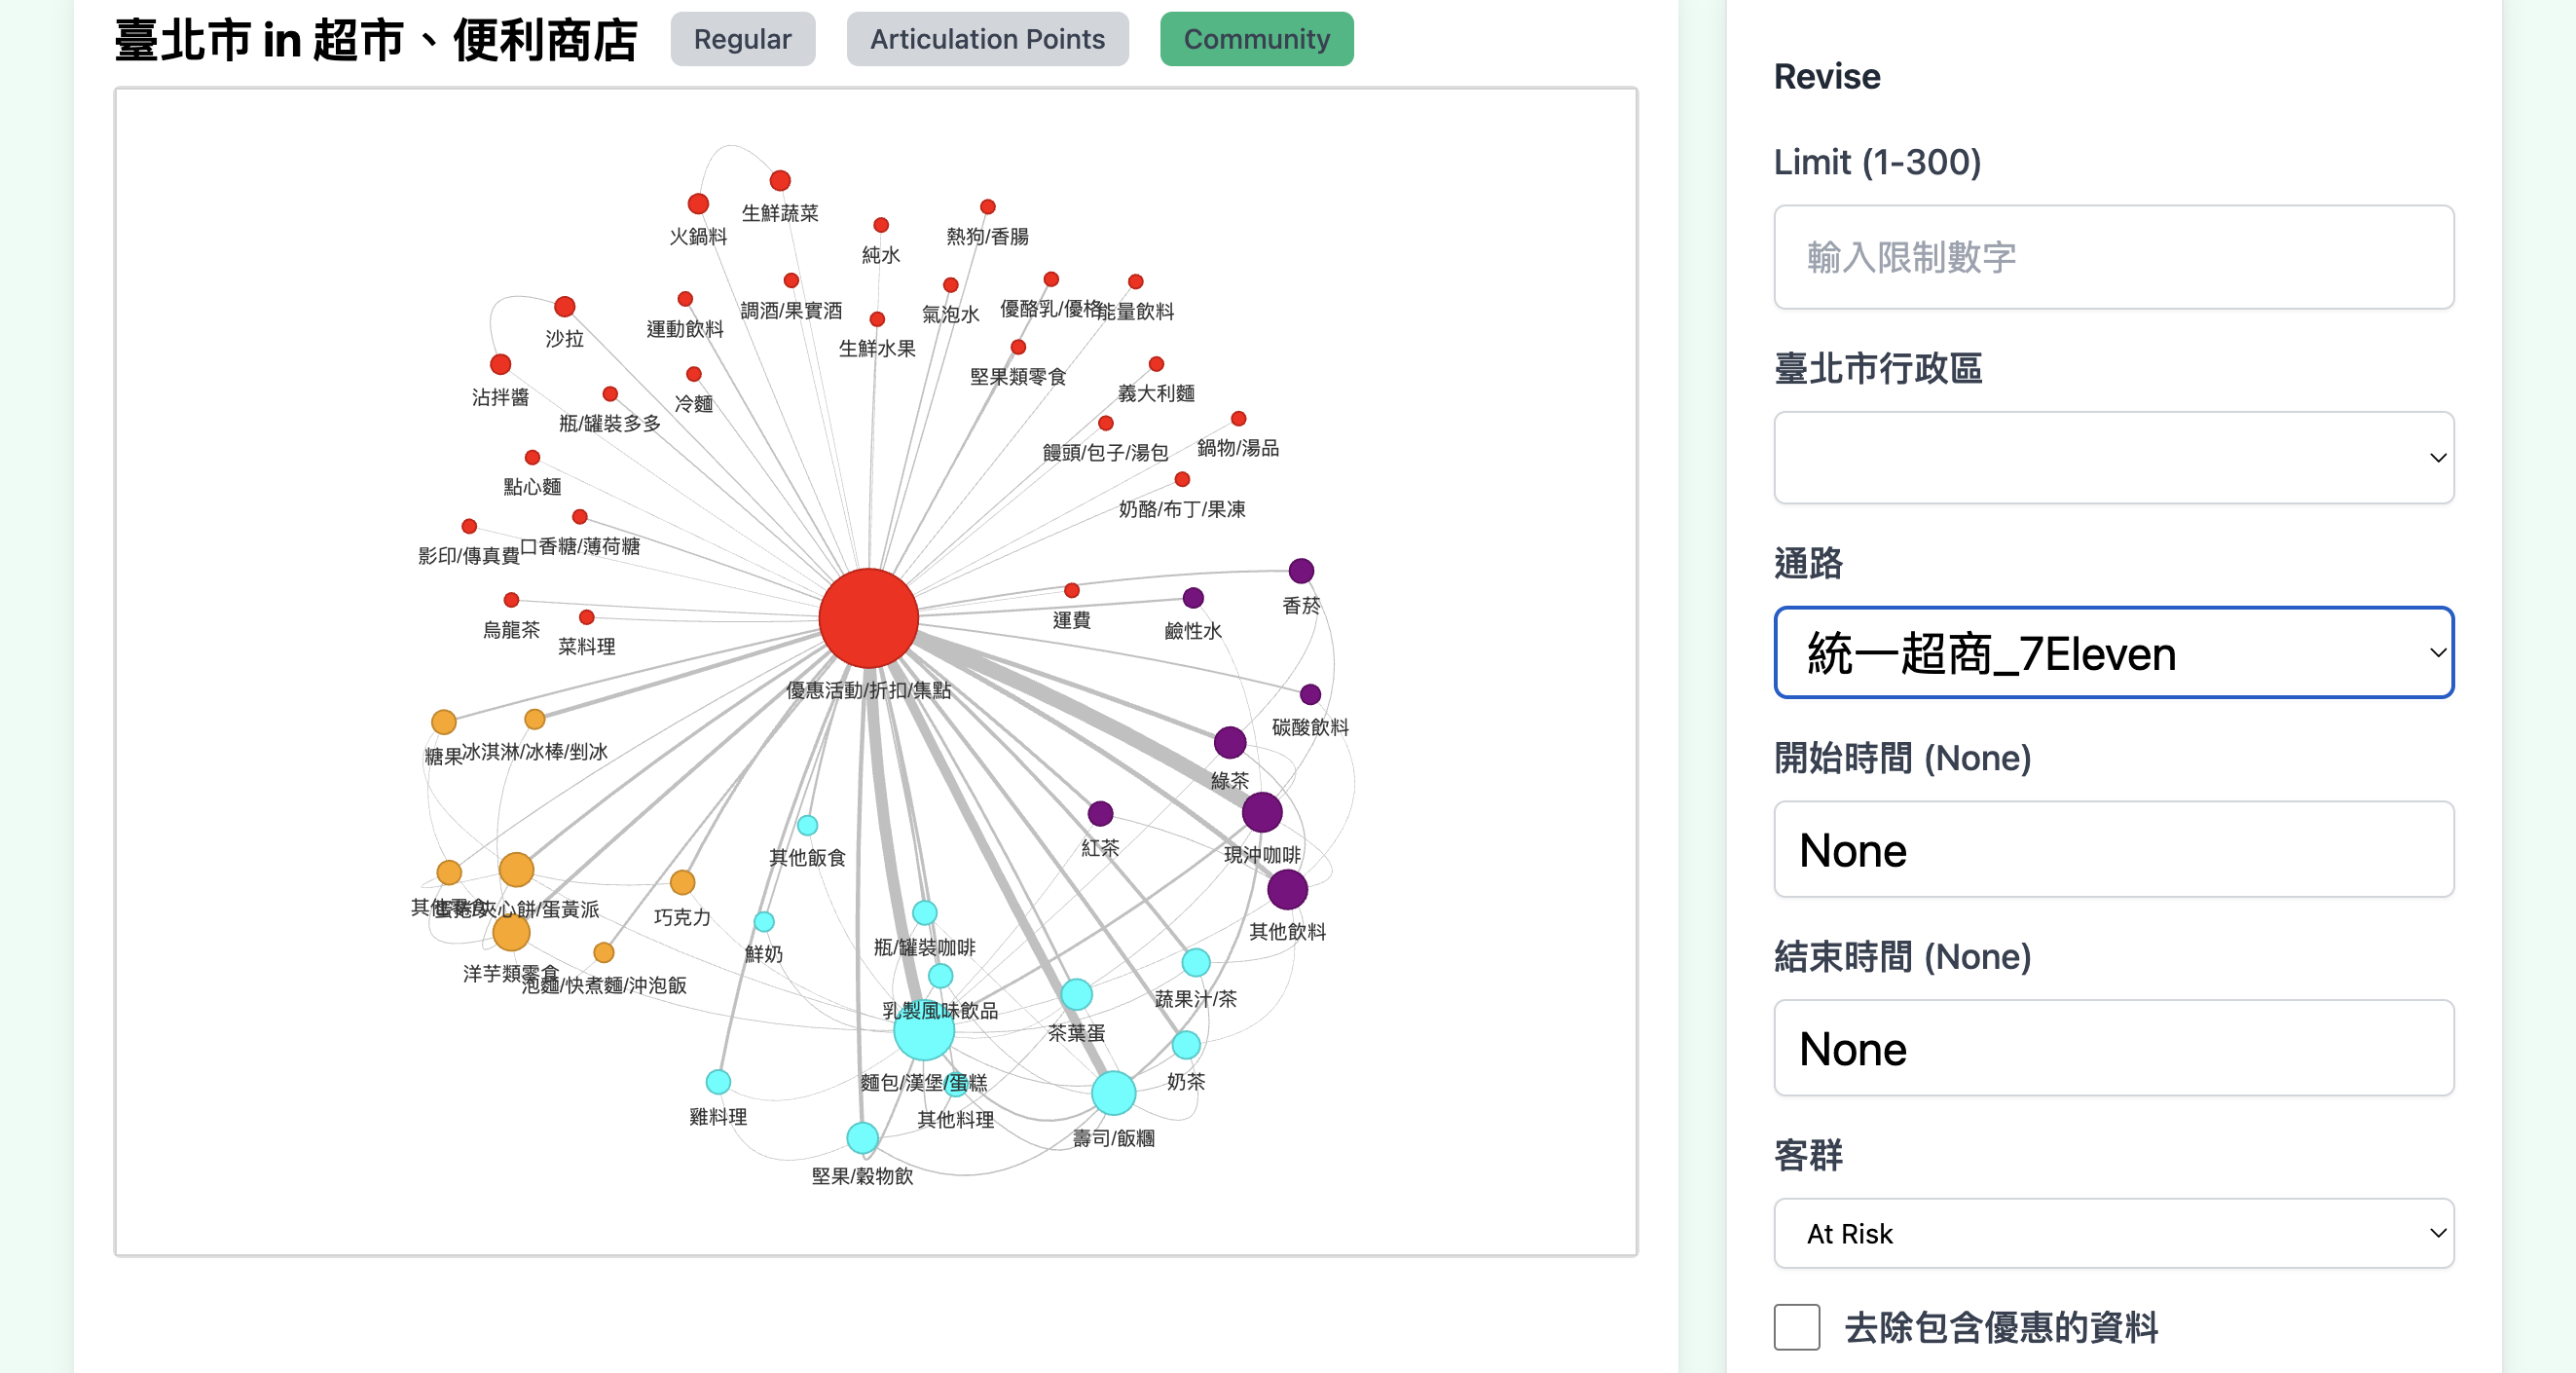 臺北市 in 超市、便利商店
Regular
Articulation Points
Community
生鮮蔬菜
火鍋料
純水
熱狗/香腸
調酒/果實酒
運動飲料
氣泡水
優酪乳/優格
能量飲料
沙拉
生鮮水果
堅果類零食
沾拌醬
冷麵
義大利麵
瓶/罐裝多多
饅頭/包子/湯包
鍋物/湯品
點心麵
奶酪/布丁/果凍
影印/傳真費
口香糖/薄荷糖
香菸
運費
鹼性水
烏龍茶
菜料理
優惠活動/折扣/集點
碳酸飲料
糖果
冰淇淋/冰棒/剉冰
綠茶
紅茶
現沖咖啡
其他飯食
蛋捲/夾心餅/蛋黃派
巧克力
其他飲料
鮮奶
瓶/罐裝咖啡
洋芋類零食
泡麵/快煮麵/沖泡飯
乳製風味飲品
蔬果汁/茶
茶葉蛋
麵包/漢堡/蛋糕
奶茶
雞料理
其他料理
壽司/飯糰
堅果/穀物飲
Revise
Limit (1-300)
輸入限制數字
臺北市行政區
通路
統一超商_7Eleven
開始時間 (None)
None
結束時間 (None)
None
客群
At Risk
去除包含優惠的資料